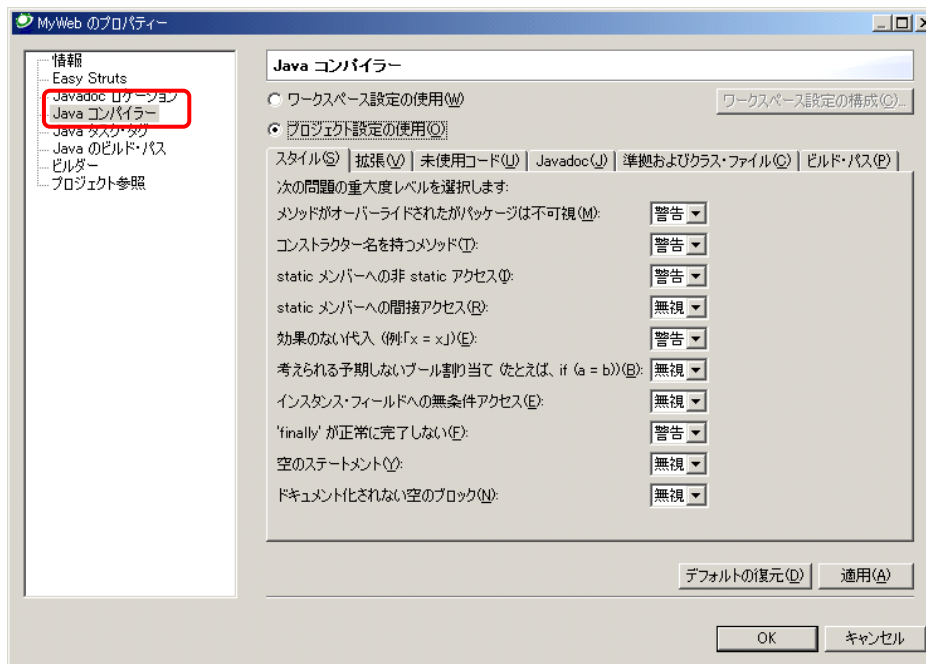 MyWeb のプロパティー
情報
Easy Struts
Javadoc ロケーション
Java コンパイラー
Java タスク・タグ
Java のビルド・パス
ビルダー
プロジェクト参照
Java コンパイラー
ワークスペース設定の使用(W)
ワークスペース設定の構成(C)...
プロジェクト設定の使用(O)
スタイル(S) 拡張(V) 未使用コード(U) Javadoc(J) 準拠およびクラス・ファイル(C) ビルド・パス(P)
次の問題の重大度レベルを選択します:
メソッドがオーバーライドされたがパッケージは不可視(M): 警告
コンストラクター名を持つメソッド(T): 警告
static メンバーへの非 static アクセス(I): 警告
static メンバーへの間接アクセス(R): 無視
効果のない代入 (例:「x = x」)(E): 警告
考えられる予期しないブール割り当て (たとえば、if (a = b))(B): 無視
インスタンス・フィールドへの無条件アクセス(E): 無視
'finally' が正常に完了しない(F): 警告
空のステートメント(Y): 無視
ドキュメント化されない空のブロック(N): 無視
デフォルトの復元(D) 適用(A)
OK キャンセル